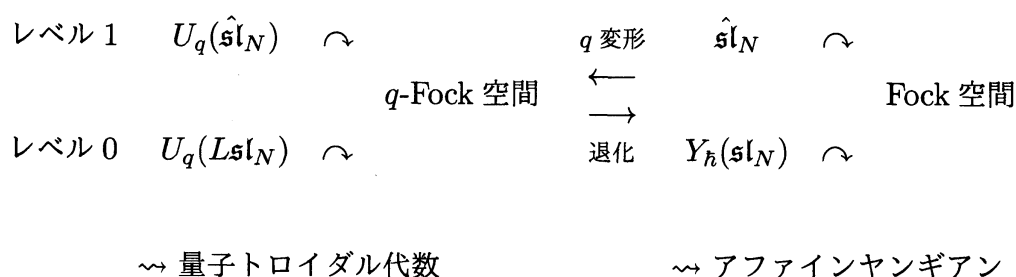 レベル 1 $U_q(\hat{\mathfrak{sl}}_N)$ ↷ q 変形 $\hat{\mathfrak{sl}}_N$ ↷
←
q-Fock 空間 Fock 空間
→
レベル 0 $U_q(L\mathfrak{sl}_N)$ ↷ 退化 $Y_\hbar(\mathfrak{sl}_N)$ ↷
⇝ 量子トロイダル代数 ⇝ アファインヤンギアン